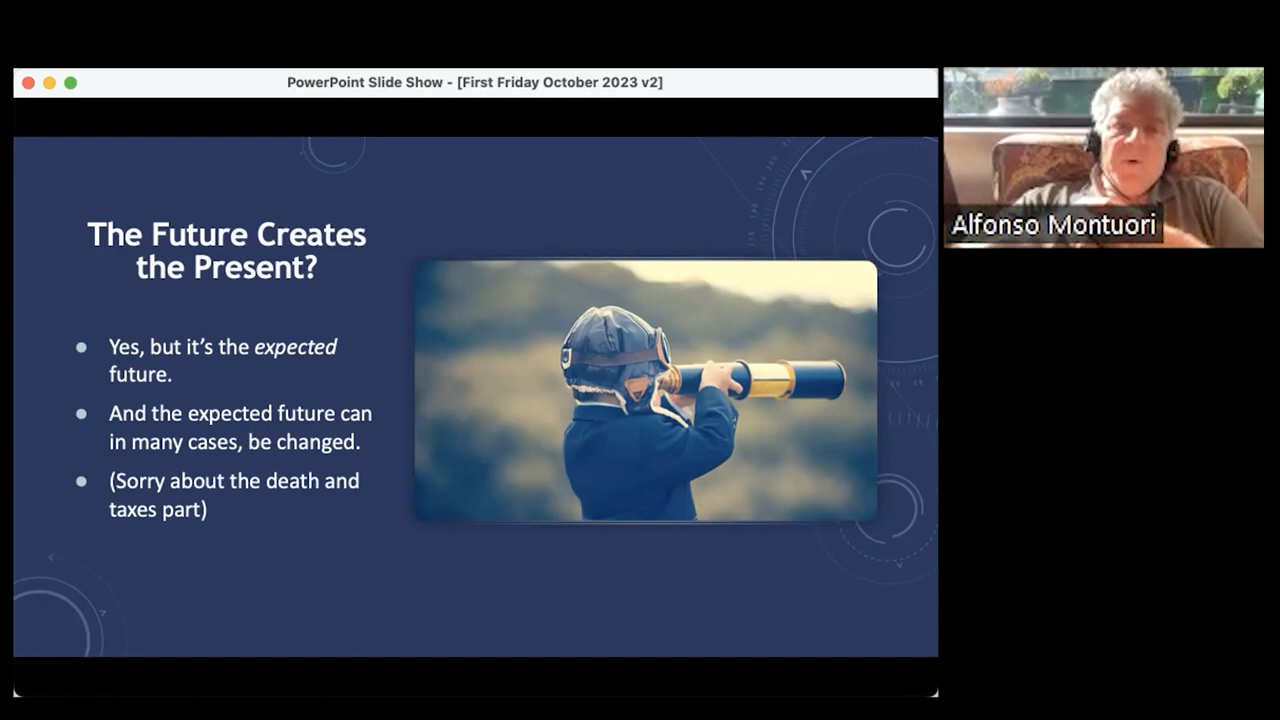 PowerPoint Slide Show - [First Friday October 2023 v2]
The Future Creates
the Present?
Yes, but it’s the expected
future.
And the expected future can
in many cases, be changed.
(Sorry about the death and
taxes part)
Alfonso Montuori